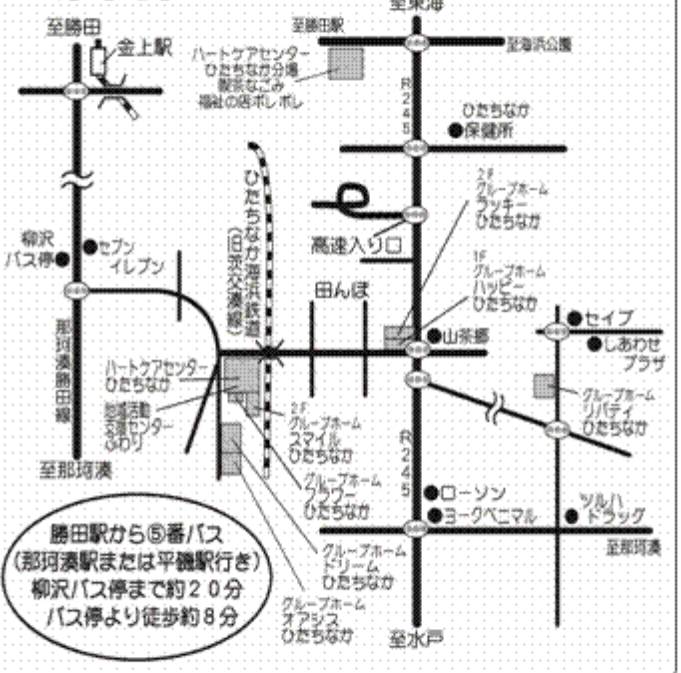 至東海
至勝田
金上駅
至勝田駅
至海浜公園
ハートケアセンター
ひたちなか分場
喫茶なごみ
福祉の店ポレポレ
R245
ひたちなか
保健所
2F
グループホーム
ラッキー
ひたちなか
高速入り口
1F
グループホーム
ハッピー
ひたちなか
柳沢
バス停
セブン
イレブン
ひたちなか海浜鉄道
(旧茨交湊線)
田んぼ
山茶郷
セイブ
しあわせ
プラザ
那珂湊勝田線
ハートケアセンター
ひたちなか
地域活動
支援センター
ふわり
2F
グループホーム
スマイル
ひたちなか
グループホーム
リバティ
ひたちなか
グループホーム
フラワー
ひたちなか
R245
ローソン
ヨークベニマル
ツルハ
ドラッグ
至那珂湊
至那珂湊
グループホーム
ドリーム
ひたちなか
グループホーム
オアシス
ひたちなか
至水戸
勝田駅から⑤番バス
(那珂湊駅または平磯駅行き)
柳沢バス停まで約20分
バス停より徒歩約8分